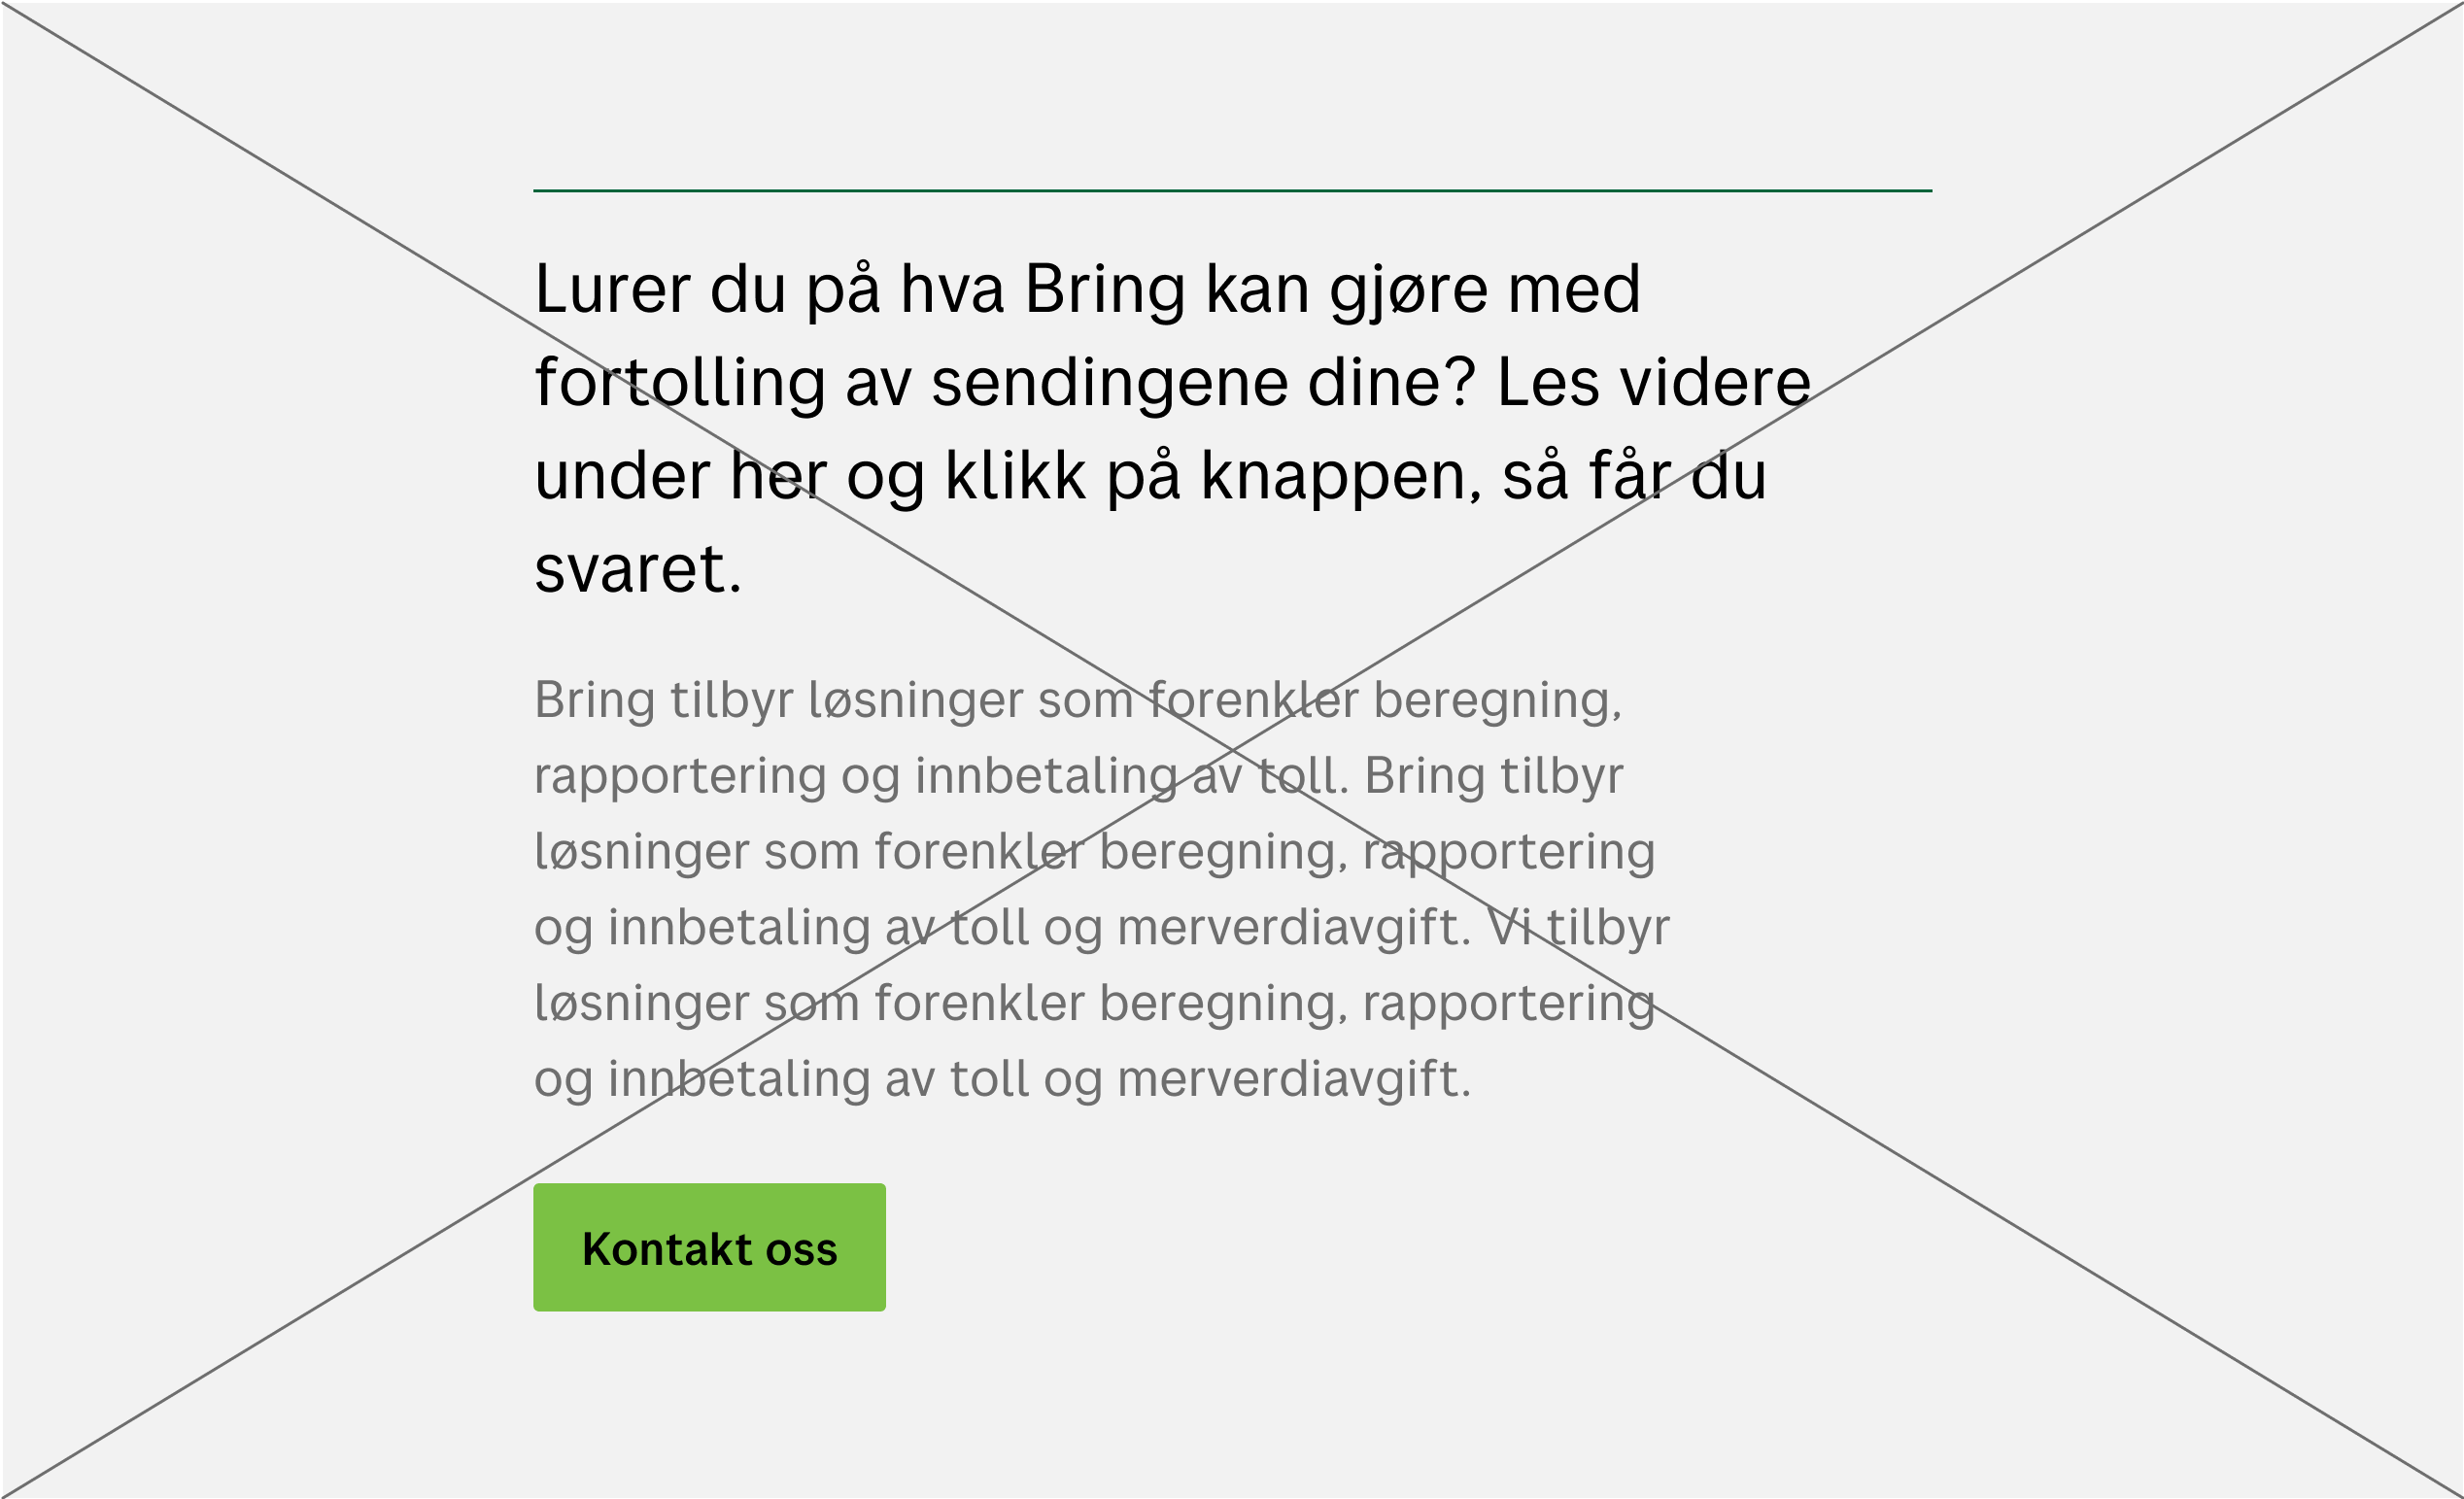 Lurer du på hva Bring kan gjøre med
fortolling av sendingene dine? Les videre
under her og klikk på knappen, så får du
svaret.
Bring tilbyr løsninger som forenkler beregning,
rapportering og innbetaling av toll. Bring tilbyr
løsninger som forenkler beregning, rapportering
og innbetaling av toll og merverdiavgift. Vi tilbyr
løsninger som forenkler beregning, rapportering
og innbetaling av toll og merverdiavgift.
Kontakt oss